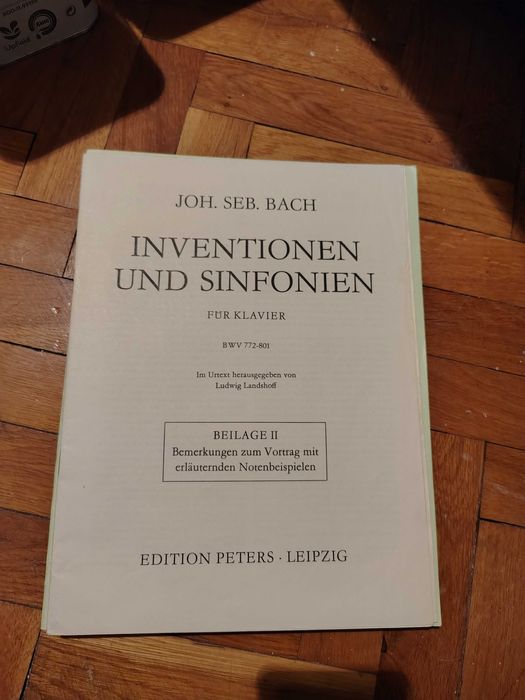 Upfield
JOH. SEB. BACH
INVENTIONEN
UND SINFONIEN
FÜR KLAVIER
BWV 772-801
Im Urtext herausgegeben von
Ludwig Landshoff
BEILAGE II
Bemerkungen zum Vortrag mit
erläuternden Notenbeispielen
EDITION PETERS · LEIPZIG